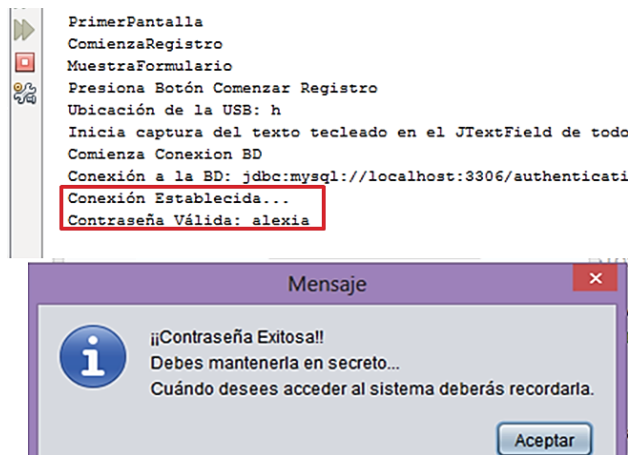 PrimerPantalla
ComienzaRegistro
MuestraFormulario
Presiona Botón Comenzar Registro
Ubicación de la USB: h
Inicia captura del texto tecleado en el JTextField de todo
Comienza Conexion BD
Conexión a la BD: jdbc:mysql://localhost:3306/authenticati
Conexión Establecida...
Contraseña Válida: alexia
Mensaje
¡¡Contraseña Exitosa!!
Debes mantenerla en secreto...
Cuándo desees acceder al sistema deberás recordarla.
Aceptar